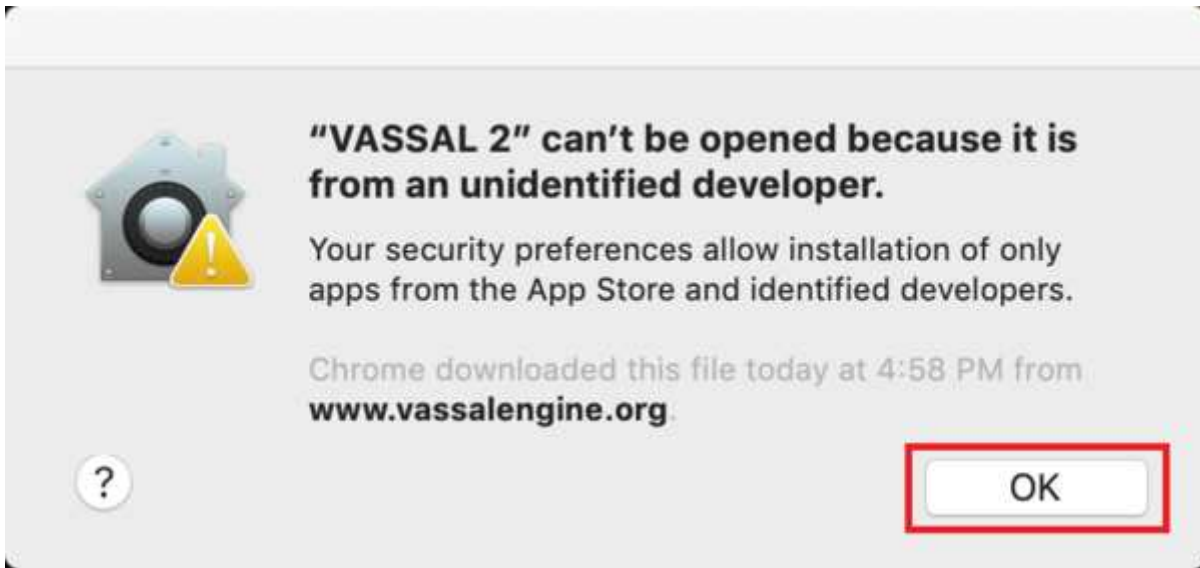 “VASSAL 2” can’t be opened because it is
from an unidentified developer.
Your security preferences allow installation of only
apps from the App Store and identified developers.
Chrome downloaded this file today at 4:58 PM from
www.vassalengine.org.
?
OK